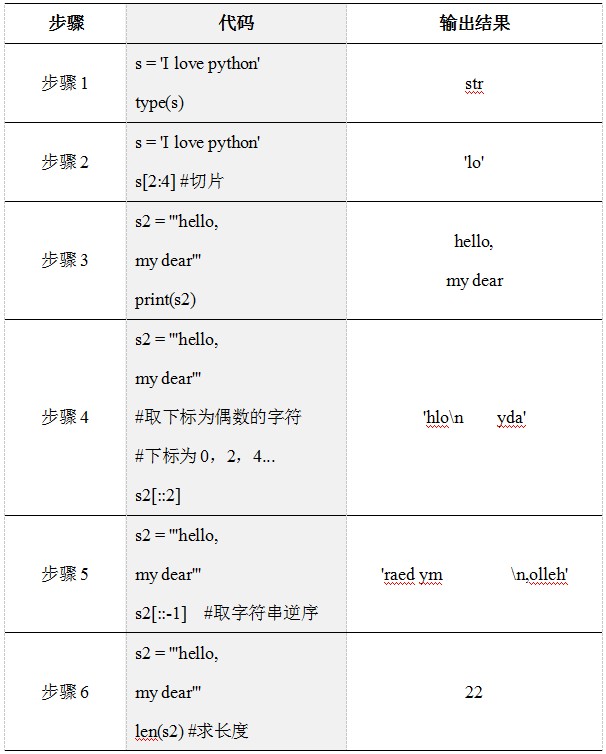 步骤 代码 输出结果
步骤 1
s = 'I love python'
type(s)
str
步骤 2
s = 'I love python'
s[2:4] #切片
'lo'
步骤 3
s2 = '''hello,
my dear'''
print(s2)
hello,
my dear
步骤 4
s2 = '''hello,
my dear'''
#取下标为偶数的字符
#下标为 0，2，4...
s2[::2]
'hlo\n yda'
步骤 5
s2 = '''hello,
my dear'''
s2[::-1] #取字符串逆序
'raed ym \n,olleh'
步骤 6
s2 = '''hello,
my dear'''
len(s2) #求长度
22